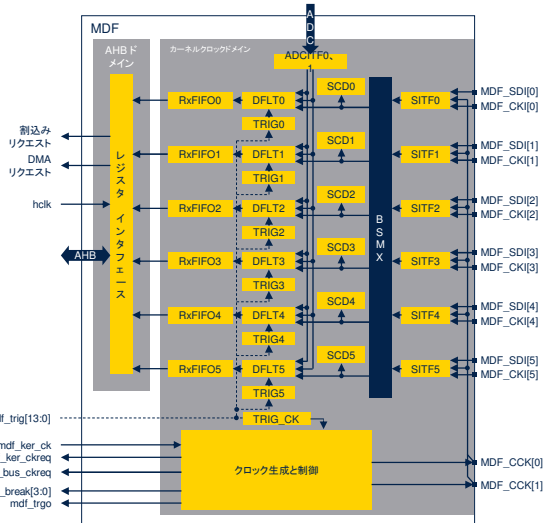 MDF
ADC
AHBド
メイン
カーネルクロックドメイン
ADCITF0、
1
SCD0
RxFIFO0
DFLT0
SITF0
MDF_SDI[0]
MDF_CKI[0]
TRIG0
割込み
リクエスト
SCD1
RxFIFO1
DFLT1
SITF1
MDF_SDI[1]
MDF_CKI[1]
DMA
リクエスト
TRIG1
hclk
レジスタ インタフェース
SCD2
RxFIFO2
DFLT2
BSMX
SITF2
MDF_SDI[2]
MDF_CKI[2]
TRIG2
AHB
SCD3
RxFIFO3
DFLT3
SITF3
MDF_SDI[3]
MDF_CKI[3]
TRIG3
SCD4
RxFIFO4
DFLT4
SITF4
MDF_SDI[4]
MDF_CKI[4]
TRIG4
SCD5
RxFIFO5
DFLT5
SITF5
MDF_SDI[5]
MDF_CKI[5]
TRIG5
df_trig[13:0]
TRIG_CK
mdf_ker_ck
_ker_ckreq
_bus_ckreq
_break[3:0]
mdf_trgo
クロック生成と制御
MDF_CCK[0]
MDF_CCK[1]